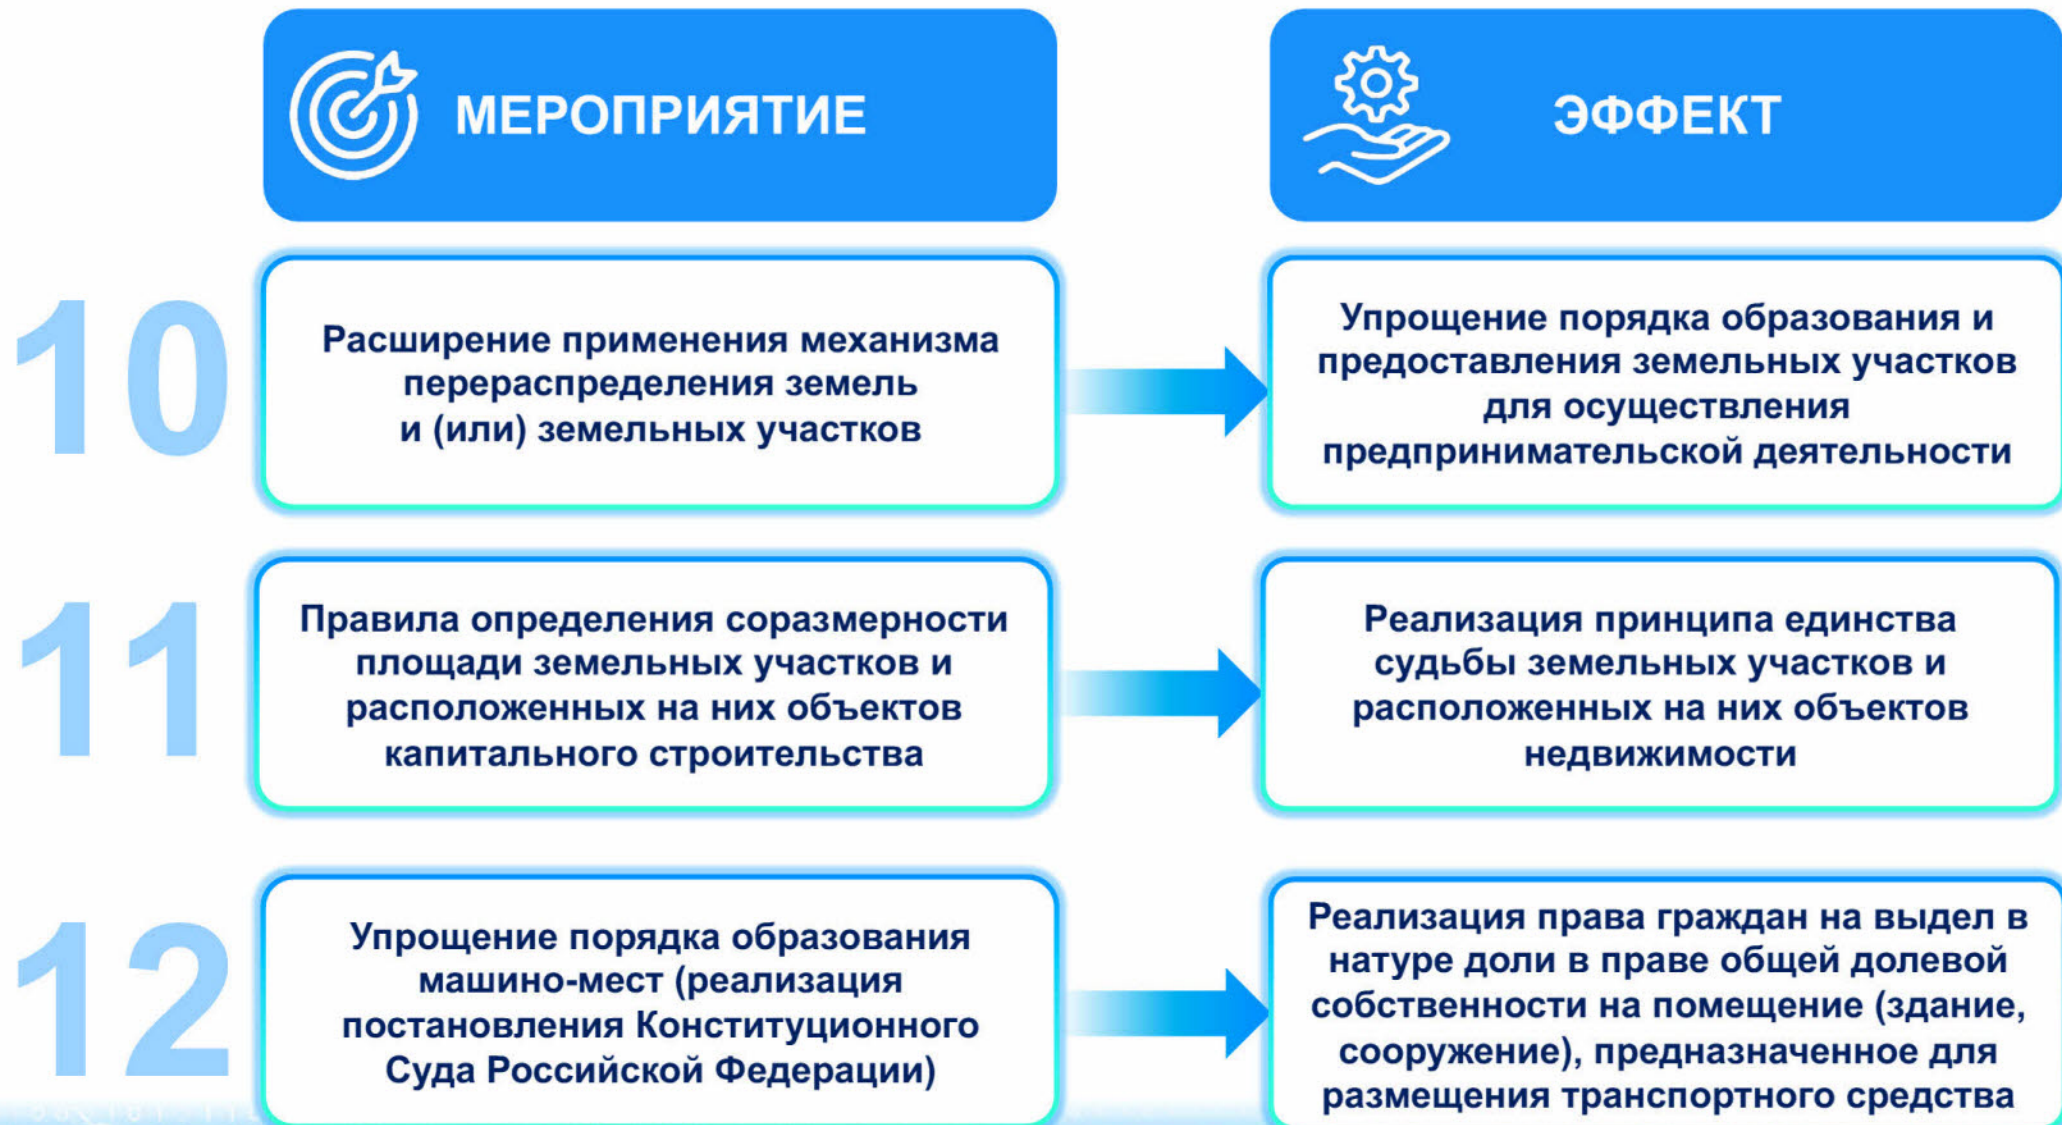 МЕРОПРИЯТИЕ
ЭФФЕКТ
10
Расширение применения механизма
перераспределения земель
и (или) земельных участков
Упрощение порядка образования и
предоставления земельных участков
для осуществления
предпринимательской деятельности
11
Правила определения соразмерности
площади земельных участков и
расположенных на них объектов
капитального строительства
Реализация принципа единства
судьбы земельных участков и
расположенных на них объектов
недвижимости
12
Упрощение порядка образования
машино-мест (реализация
постановления Конституционного
Суда Российской Федерации)
Реализация права граждан на выдел в
натуре доли в праве общей долевой
собственности на помещение (здание,
сооружение), предназначенное для
размещения транспортного средства